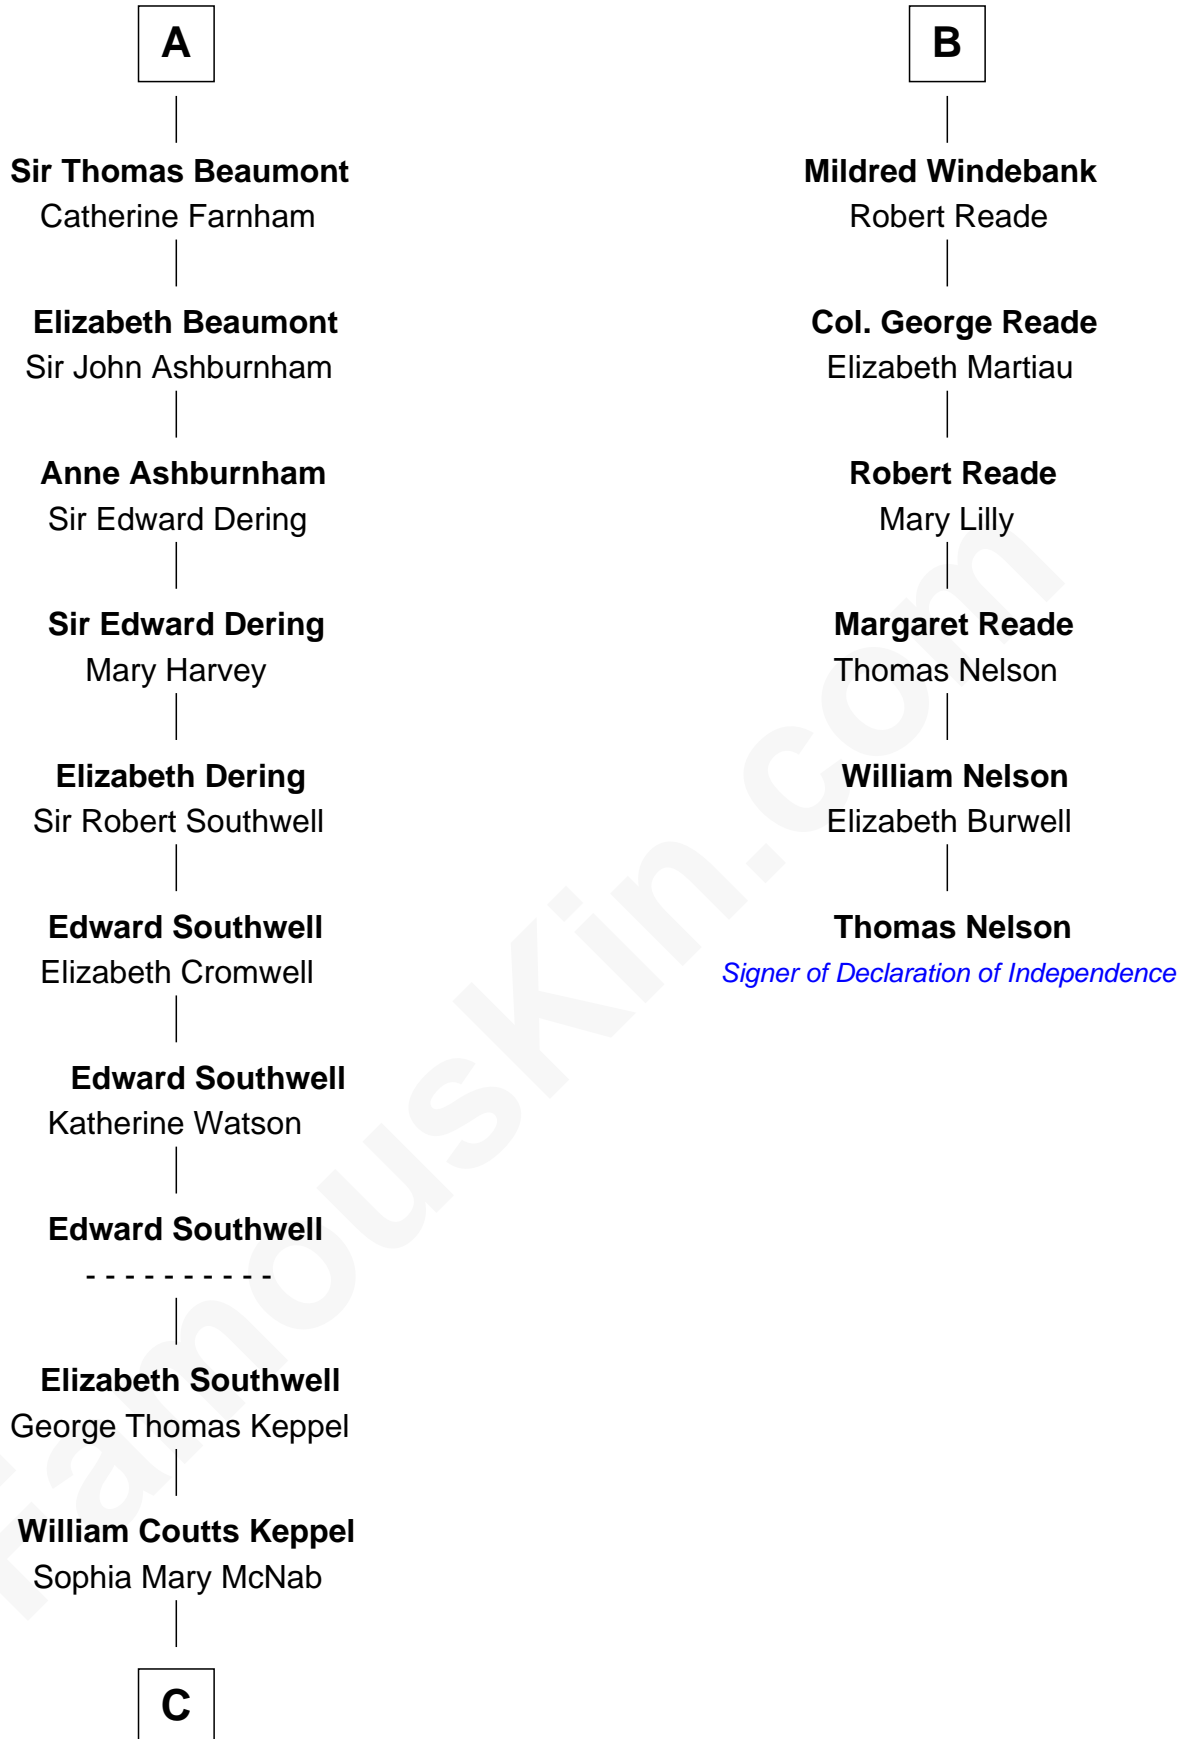 A
Sir Thomas Beaumont
Catherine Farnham
Elizabeth Beaumont
Sir John Ashburnham
Anne Ashburnham
Sir Edward Dering
Sir Edward Dering
Mary Harvey
Elizabeth Dering
Sir Robert Southwell
Edward Southwell
Elizabeth Cromwell
Edward Southwell
Katherine Watson
Edward Southwell
- - - - - - - - - -
Elizabeth Southwell
George Thomas Keppel
William Coutts Keppel
Sophia Mary McNab
C
B
Mildred Windebank
Robert Reade
Col. George Reade
Elizabeth Martiau
Robert Reade
Mary Lilly
Margaret Reade
Thomas Nelson
William Nelson
Elizabeth Burwell
Thomas Nelson
Signer of Declaration of Independence
FamousKin.com